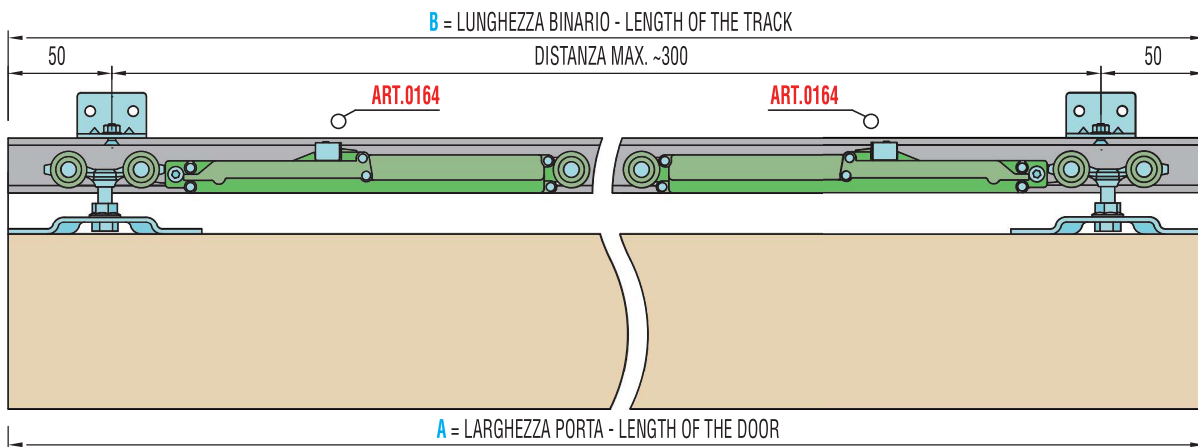 B = LUNGHEZZA BINARIO - LENGTH OF THE TRACK
50 DISTANZA MAX. ~300 50
ART.0164 ART.0164
A = LARGHEZZA PORTA - LENGTH OF THE DOOR